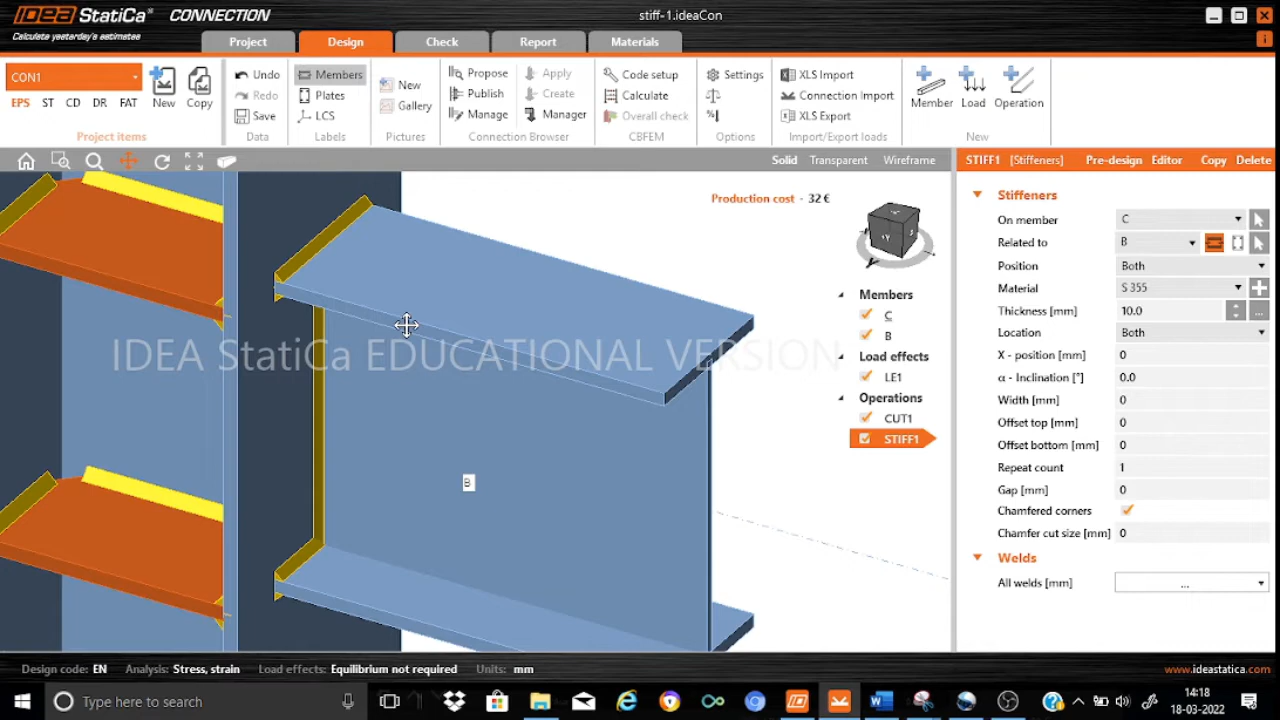 IDEA StatiCa® CONNECTION
Calculate yesterday's estimates
stiff-1.ideaCon
Project Design Check Report Materials
CON1
EPS ST CD DR FAT
New Copy
Project items
Undo
Redo
Save
Data
Members
Plates
LCS
Labels
New
Gallery
Pictures
Propose
Publish
Manage
Apply
Create
Manager
Connection Browser
Code setup
Calculate
Overall check
CBFEM
Settings
Options
XLS Import
Connection Import
XLS Export
Import/Export loads
Member Load Operation
New
Solid Transparent Wireframe
Production cost - 32 €
IDEA StatiCa EDUCATIONAL VERSION
B
Members
C
B
Load effects
LE1
Operations
CUT1
STIFF1
STIFF1 [Stiffeners] Pre-design Editor Copy Delete
Stiffeners
On member C
Related to B
Position Both
Material S 355
Thickness [mm] 10.0
Location Both
X - position [mm] 0
α - Inclination [°] 0.0
Width [mm] 0
Offset top [mm] 0
Offset bottom [mm] 0
Repeat count 1
Gap [mm] 0
Chamfered corners
Chamfer cut size [mm] 0
Welds
All welds [mm] ...
Design code: EN Analysis: Stress, strain Load effects: Equilibrium not required Units: mm
www.ideastatica.com
Type here to search
14:18
18-03-2022